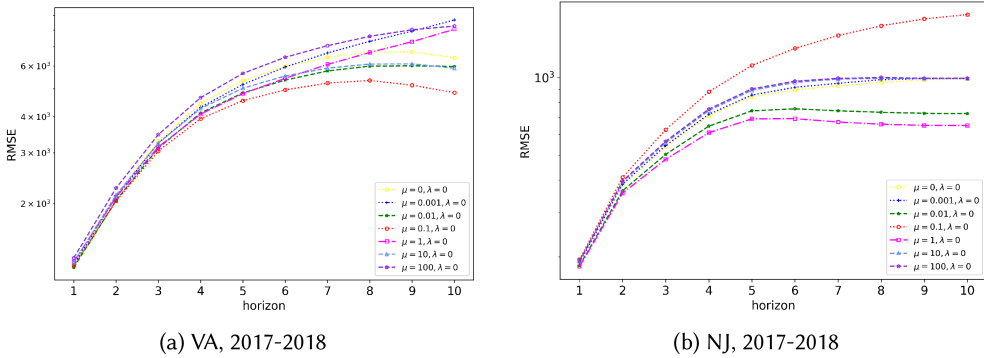 RMSE
6 × 10³
4 × 10³
3 × 10³
2 × 10³
μ = 0, λ = 0
μ = 0.001, λ = 0
μ = 0.01, λ = 0
μ = 0.1, λ = 0
μ = 1, λ = 0
μ = 10, λ = 0
μ = 100, λ = 0
1 2 3 4 5 6 7 8 9 10
horizon
(a) VA, 2017-2018
RMSE
10³
μ = 0, λ = 0
μ = 0.001, λ = 0
μ = 0.01, λ = 0
μ = 0.1, λ = 0
μ = 1, λ = 0
μ = 10, λ = 0
μ = 100, λ = 0
1 2 3 4 5 6 7 8 9 10
horizon
(b) NJ, 2017-2018